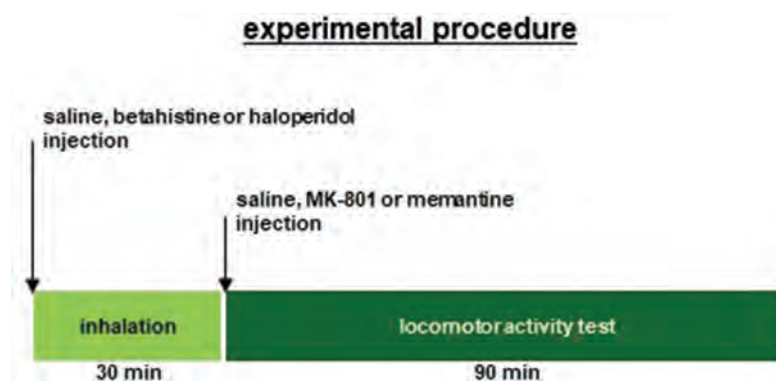 experimental procedure
saline, betahistine or haloperidol
injection
saline, MK-801 or memantine
injection
inhalation
locomotor activity test
30 min
90 min